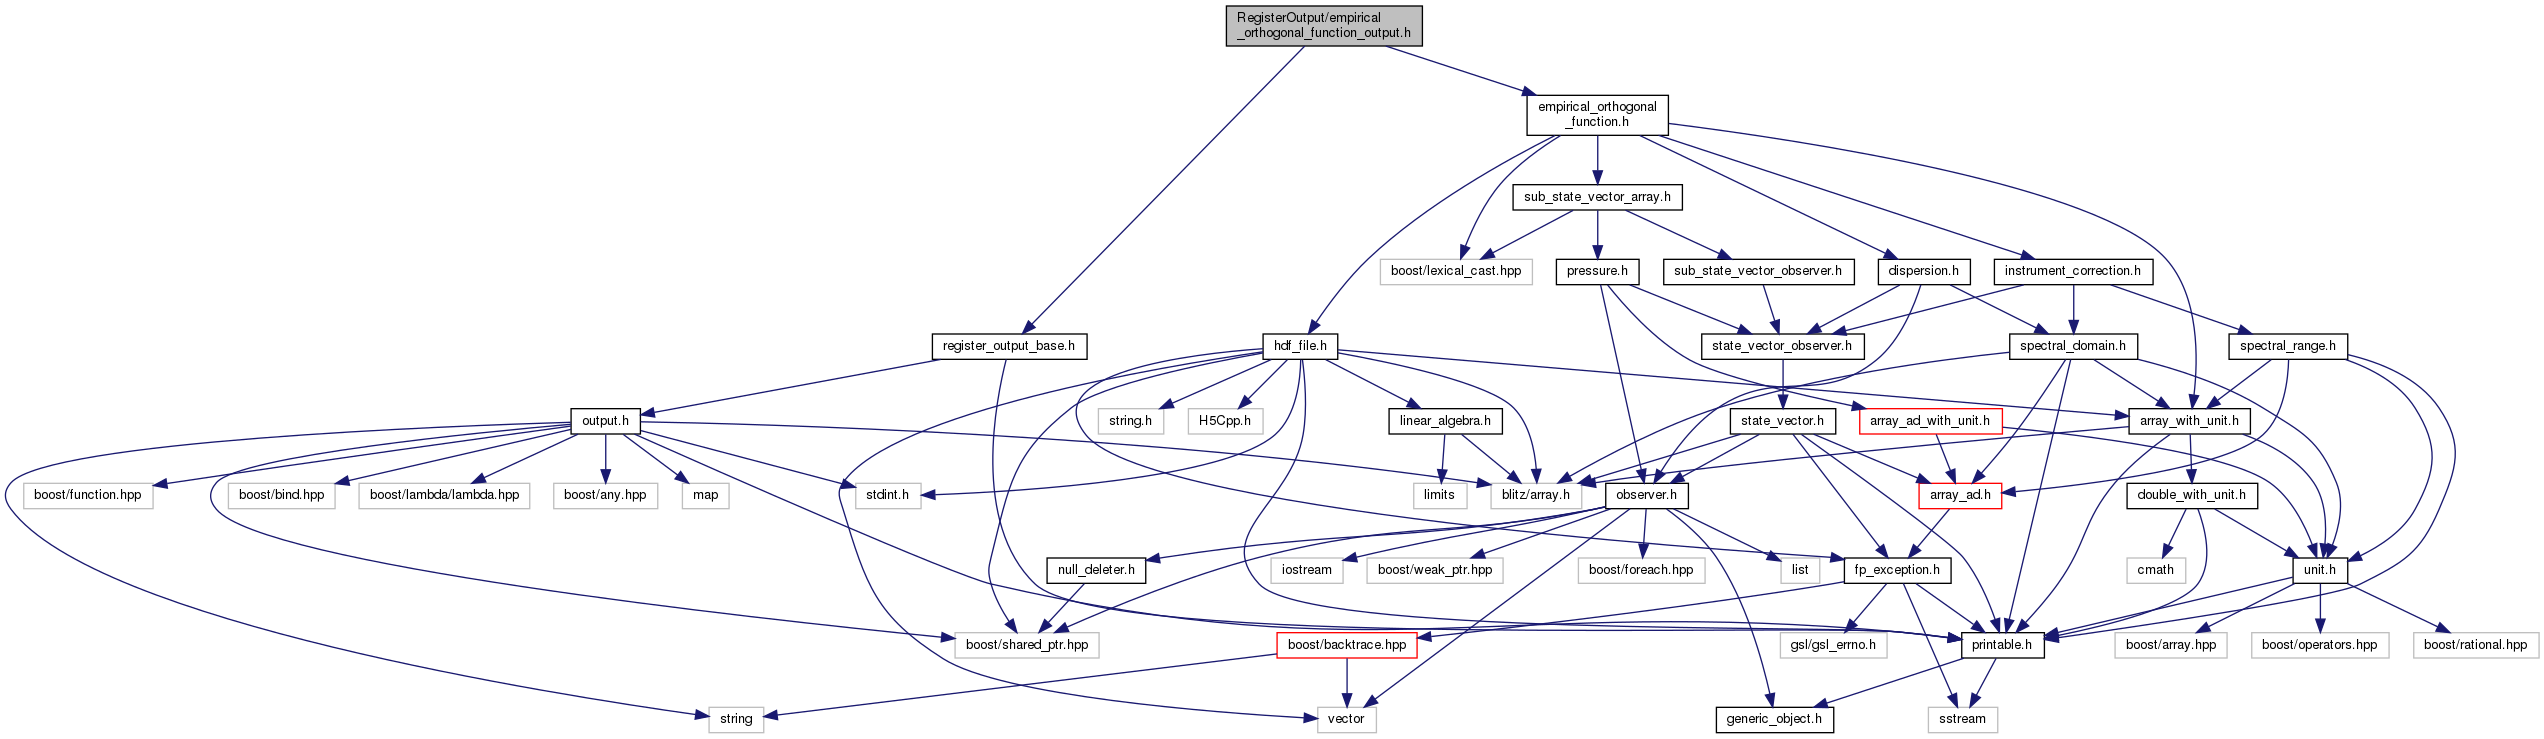 RegisterOutput/empirical
_orthogonal_function_output.h
empirical_orthogonal
_function.h
sub_state_vector_array.h
boost/lexical_cast.hpp
pressure.h
sub_state_vector_observer.h
dispersion.h
instrument_correction.h
register_output_base.h
hdf_file.h
state_vector_observer.h
spectral_domain.h
spectral_range.h
output.h
string.h
H5Cpp.h
linear_algebra.h
state_vector.h
array_ad_with_unit.h
array_with_unit.h
boost/function.hpp
boost/bind.hpp
boost/lambda/lambda.hpp
boost/any.hpp
map
stdint.h
limits
blitz/array.h
observer.h
array_ad.h
double_with_unit.h
null_deleter.h
iostream
boost/weak_ptr.hpp
boost/foreach.hpp
list
fp_exception.h
cmath
unit.h
boost/shared_ptr.hpp
boost/backtrace.hpp
gsl/gsl_errno.h
printable.h
boost/array.hpp
boost/operators.hpp
boost/rational.hpp
string
vector
generic_object.h
sstream